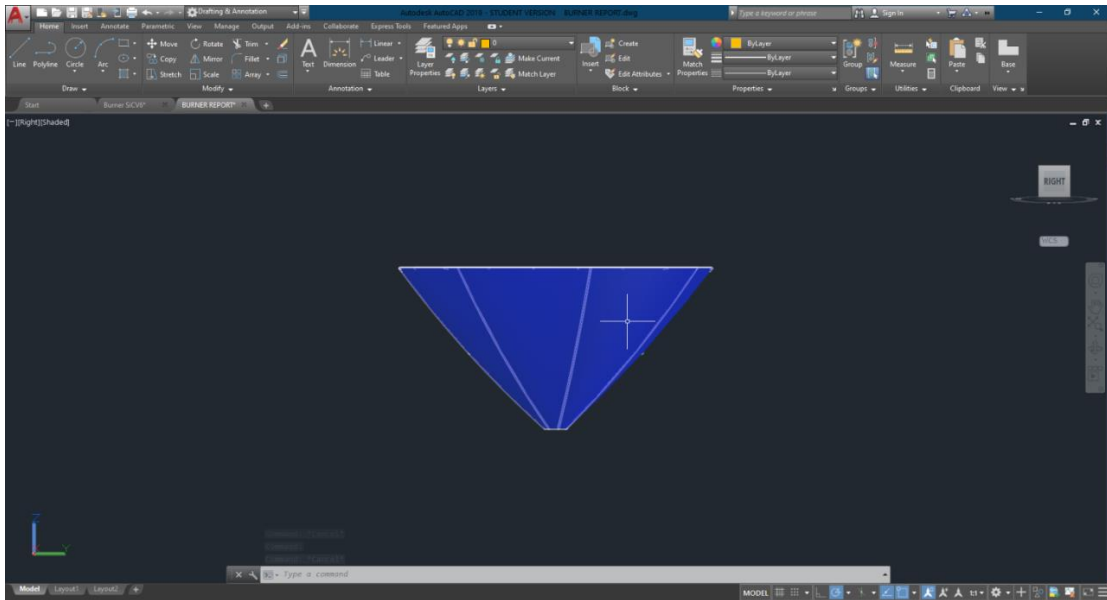 Drafting & Annotation
Autodesk AutoCAD 2018 - STUDENT VERSION BURNER REPORT.dwg
Type a keyword or phrase
Sign In
Home Insert Annotate Parametric View Manage Output Add-ins Collaborate Express Tools Featured Apps
Line Polyline Circle Arc
Move Rotate Trim
Copy Mirror Fillet
Stretch Scale Array
Text Dimension
Linear
Leader
Table
Layer Properties
0
Make Current
Match Layer
Insert
Create
Edit
Edit Attributes
Match Properties
ByLayer
ByLayer
ByLayer
Group
Measure
Paste
Base
Draw Modify Annotation Layers Block Properties Groups Utilities Clipboard View
Start BURNER REPORT*
[-][Right][Shaded]
RIGHT
WCS
Z
Y
Type a command
Model Layout1 Layout2 +
MODEL 1:1